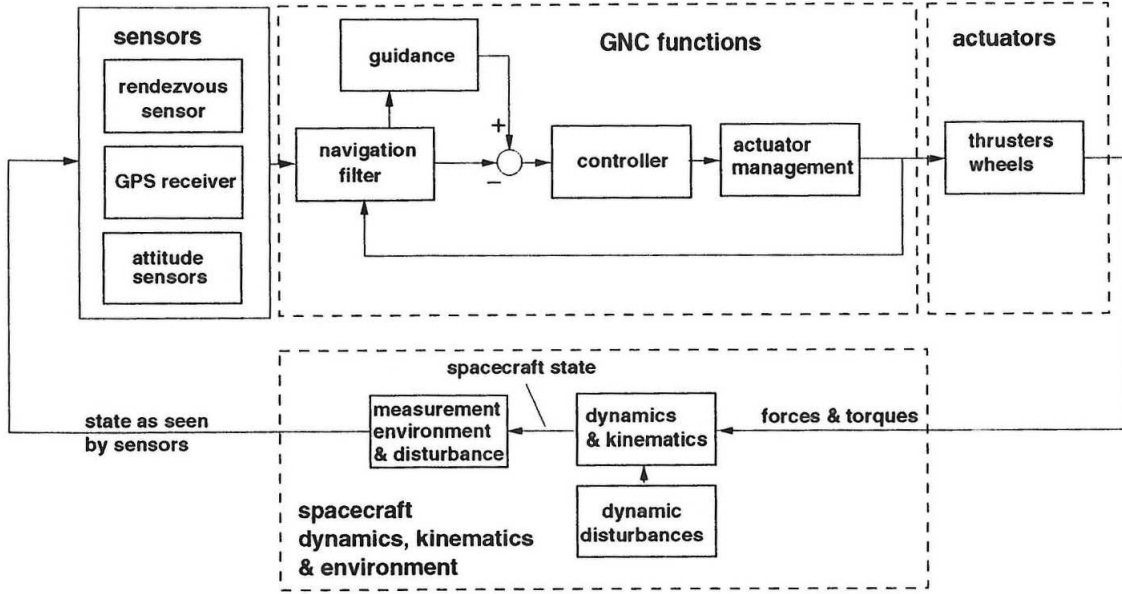 sensors
rendezvous
sensor
GPS receiver
attitude
sensors
GNC functions
guidance
+
−
navigation
filter
controller
actuator
management
actuators
thrusters
wheels
spacecraft state
measurement
environment
& disturbance
dynamics
& kinematics
forces & torques
dynamic
disturbances
state as seen
by sensors
spacecraft
dynamics, kinematics
& environment